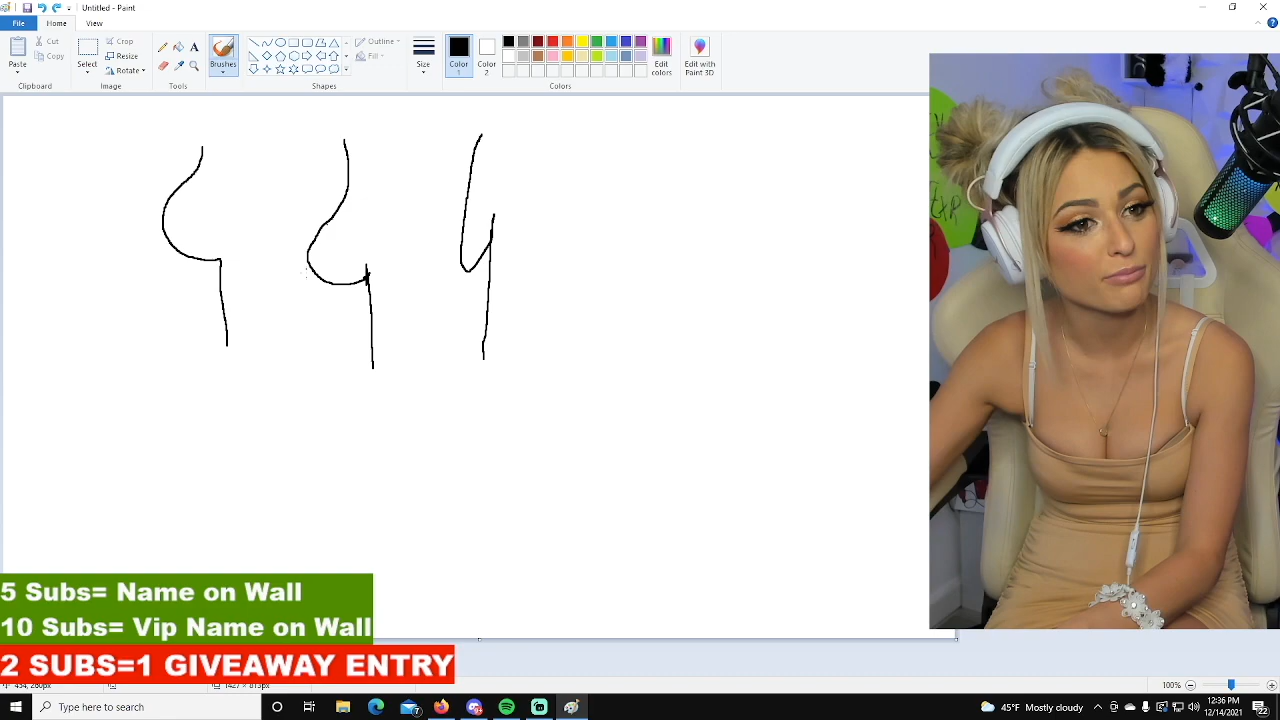 Untitled - Paint
File
Home
View
Paste
Cut
Copy
Clipboard
Select
Crop
Resize
Rotate
Image
Tools
Brushes
Shapes
Outline
Fill
Size
Color
1
Color
2
Colors
Edit
colors
Edit with
Paint 3D
5 Subs= Name on Wall
10 Subs= Vip Name on Wall
2 SUBS=1 GIVEAWAY ENTRY
100%
Type here to search
7
45°F Mostly cloudy
12:36 PM
12/14/2021